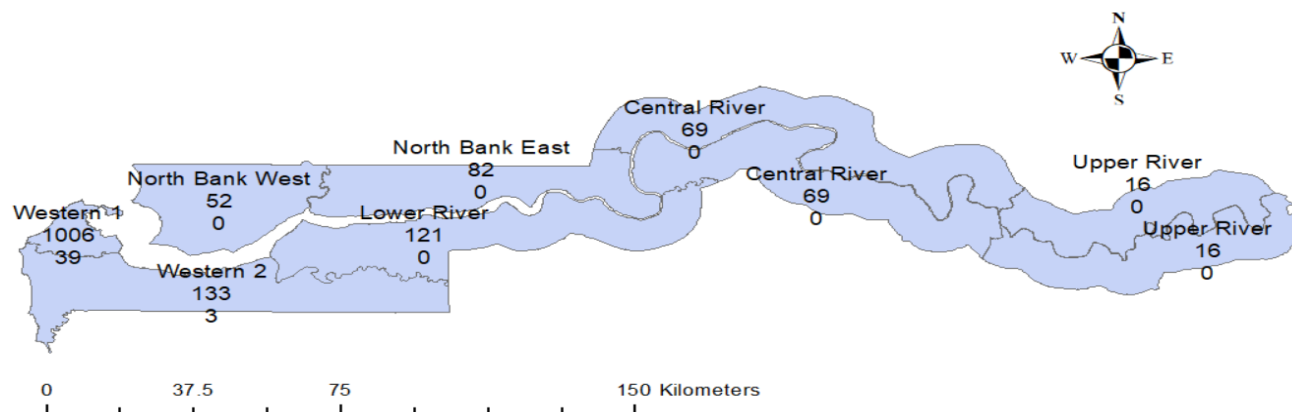 N
W E
S
Central River
69
0
North Bank East
82
0
Upper River
16
0
North Bank West
52
0
Central River
69
0
Western 1
1006
39
Lower River
121
0
Upper River
16
0
Western 2
133
3
0 37.5 75 150 Kilometers